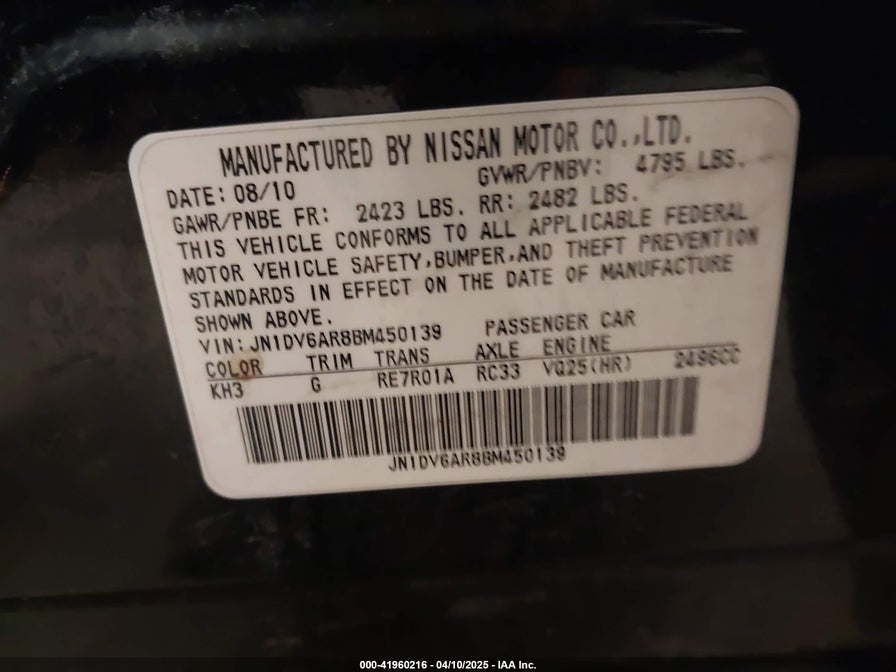 MANUFACTURED BY NISSAN MOTOR CO.,LTD.
DATE: 08/10 GVWR/PNBV: 4795 LBS.
GAWR/PNBE FR: 2423 LBS. RR: 2482 LBS.
THIS VEHICLE CONFORMS TO ALL APPLICABLE FEDERAL
MOTOR VEHICLE SAFETY,BUMPER,AND THEFT PREVENTION
STANDARDS IN EFFECT ON THE DATE OF MANUFACTURE
SHOWN ABOVE.
VIN: JN1DV6AR8BM450139 PASSENGER CAR
COLOR TRIM TRANS AXLE ENGINE
KH3 G RE7R01A RC33 VQ25(HR) 2496CC
JN1DV6AR8BM450139
000-41960216 - 04/10/2025 - IAA Inc.